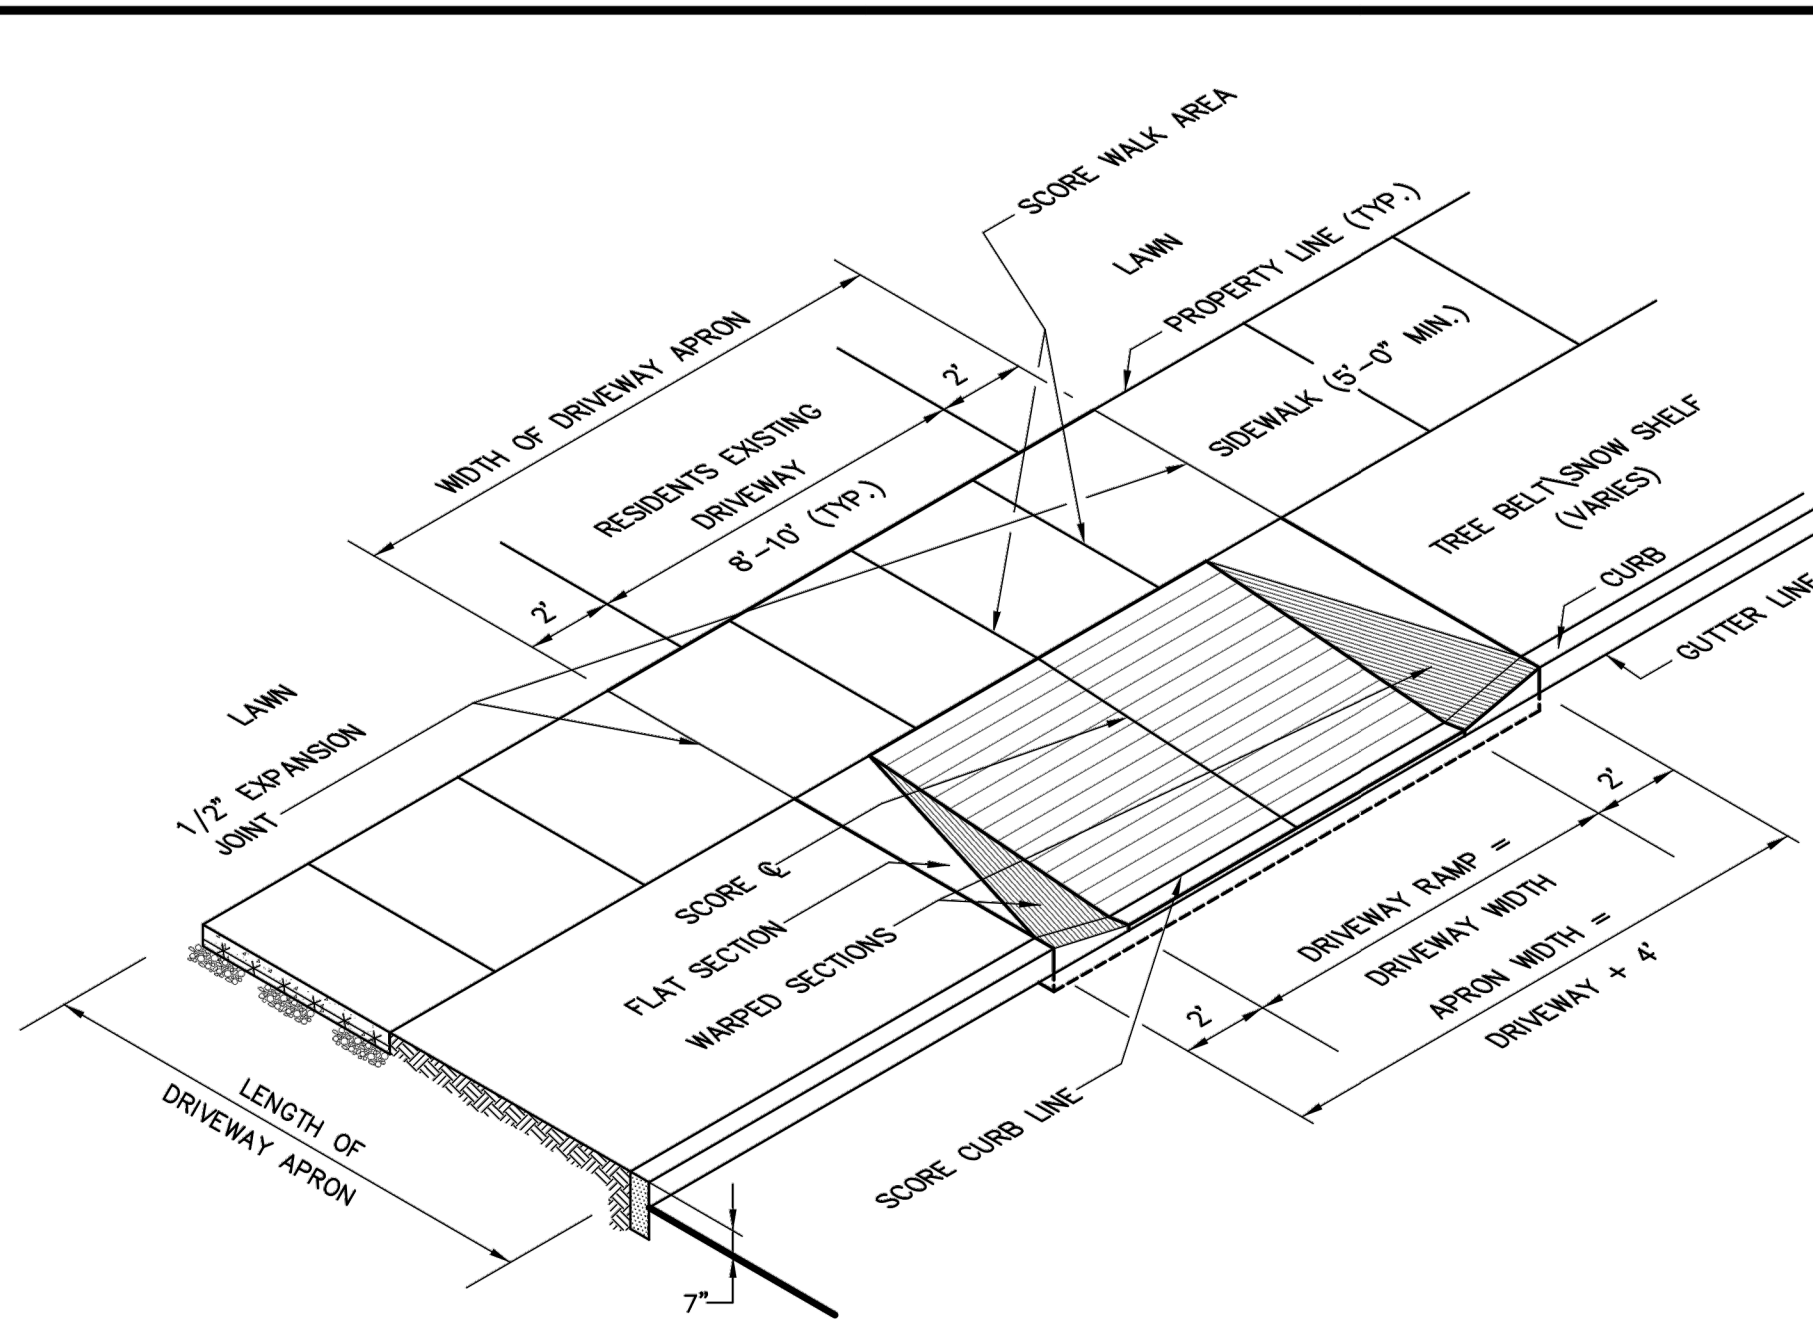 SCORE WALK AREA
LAWN
PROPERTY LINE (TYP.)
WIDTH OF DRIVEWAY APRON
2'
RESIDENTS EXISTING
DRIVEWAY
8'-10' (TYP.)
2'
SIDEWALK (5'-0" MIN.)
TREE BELT\SNOW SHELF
(VARIES)
CURB
GUTTER LINE
LAWN
1/2" EXPANSION
JOINT
SCORE ℄
FLAT SECTION
WARPED SECTIONS
2'
DRIVEWAY RAMP =
DRIVEWAY WIDTH
2'
APRON WIDTH =
DRIVEWAY + 4'
LENGTH OF
DRIVEWAY APRON
SCORE CURB LINE
7"